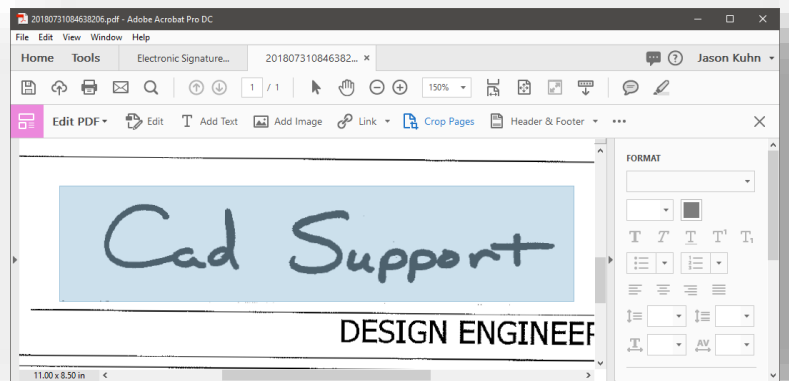 20180731084638206.pdf - Adobe Acrobat Pro DC
File Edit View Window Help
Home Tools Electronic Signature... 201807310846382... × Jason Kuhn
1 / 1 150%
Edit PDF Edit Add Text Add Image Link Crop Pages Header & Footer
FORMAT
Cad Support
DESIGN ENGINEER
11.00 x 8.50 in